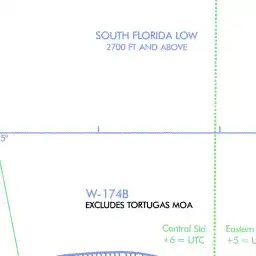 SOUTH FLORIDA LOW
2700 FT AND ABOVE
5°
W-174B
EXCLUDES TORTUGAS MOA
Central Std
+6 = UTC
Eastern
+5 = U